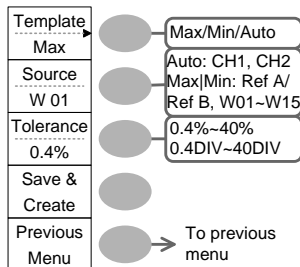 Template
Max
Max/Min/Auto
Source
W 01
Auto: CH1, CH2
Max|Min: Ref A/
Ref B, W01~W15
Tolerance
0.4%
0.4%~40%
0.4DIV~40DIV
Save &
Create
Previous
Menu
To previous
menu